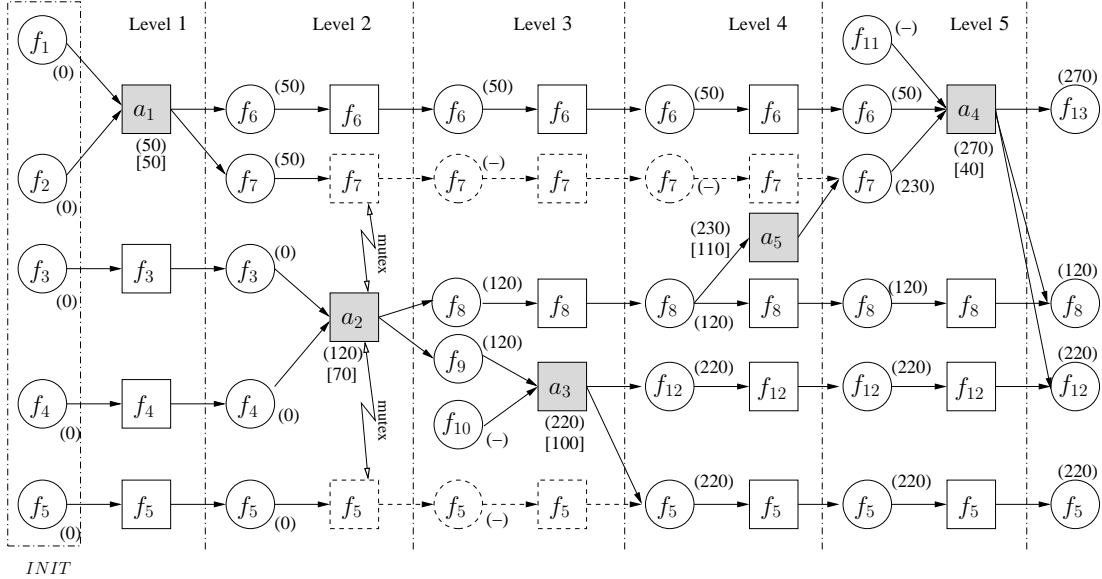 Level 1 Level 2 Level 3 Level 4 Level 5
f1 (0) f11 (–)
a1 (50) [50] f6 (50) f6 f6 (50) f6 f6 (50) f6 f6 (50) a4 (270) [40] f13 (270)
f2 (0) f7 (50) f7 f7 (–) f7 f7 (–) f7 f7 (230)
mutex (230) [110] a5
f3 (0) f3 f3 (0)
a2 (120) [70] f8 (120) f8 f8 (120) f8 f8 (120) f8 f8 (120)
f9 (120)
f4 (0) f4 f4 (0) mutex f10 (–) a3 (220) [100] f12 (220) f12 f12 (220) f12 f12 (220)
f5 (0) f5 f5 (0) f5 f5 (–) f5 f5 (220) f5 f5 (220) f5 f5 (220)
INIT